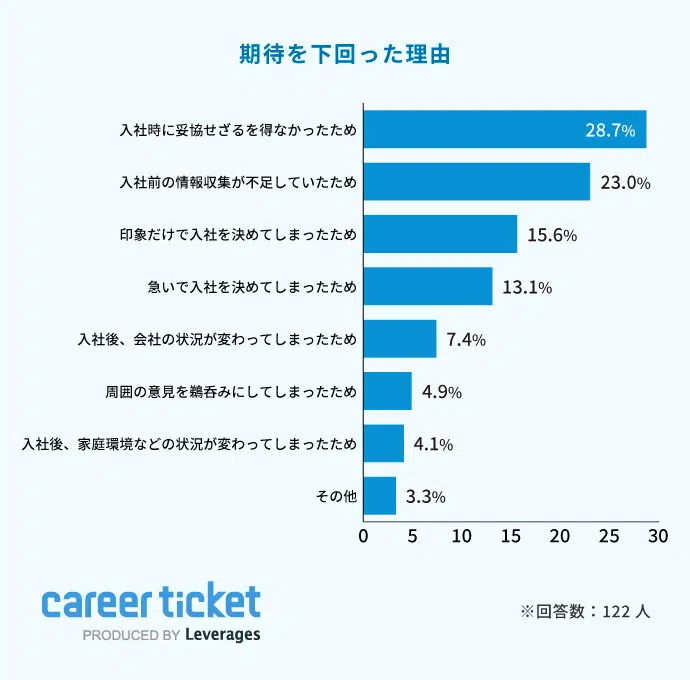 期待を下回った理由
入社時に妥協せざるを得なかったため 28.7%
入社前の情報収集が不足していたため 23.0%
印象だけで入社を決めてしまったため 15.6%
急いで入社を決めてしまったため 13.1%
入社後、会社の状況が変わってしまったため 7.4%
周囲の意見を鵜呑みにしてしまったため 4.9%
入社後、家庭環境などの状況が変わってしまったため 4.1%
その他 3.3%
0 5 10 15 20 25 30
career ticket
PRODUCED BY Leverages
※回答数：122 人